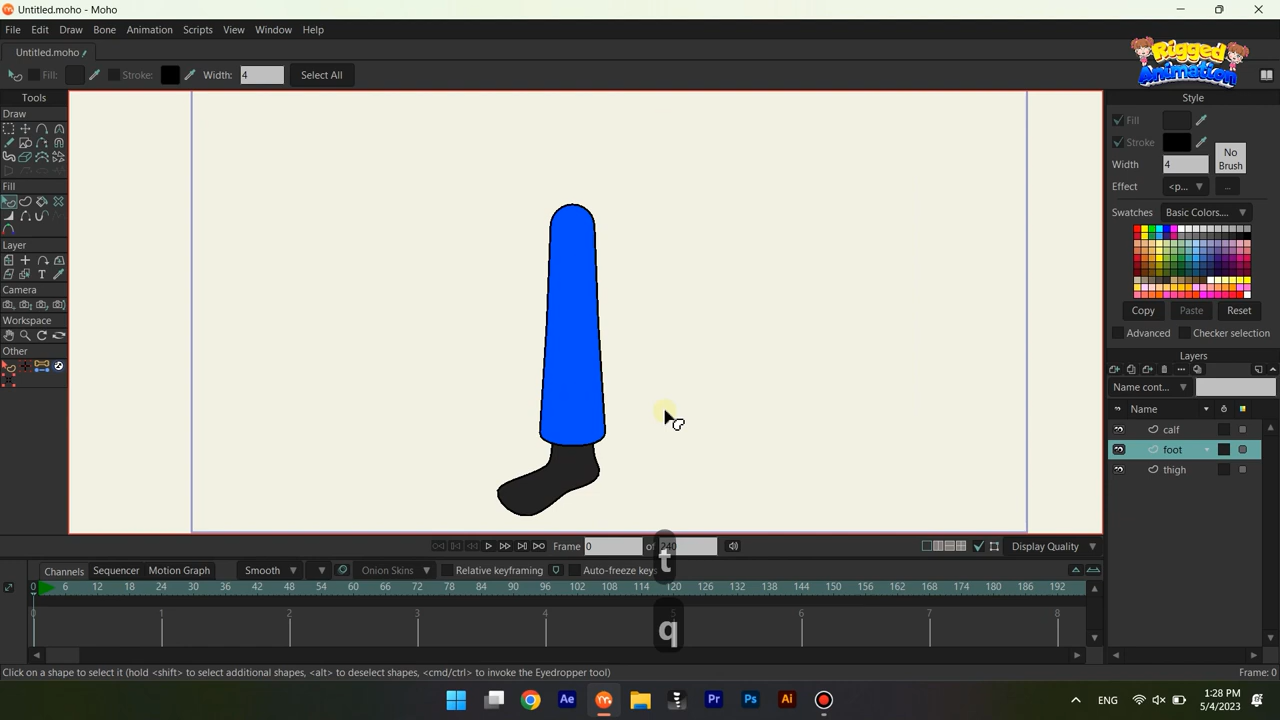 Untitled.moho - Moho
File Edit Draw Bone Animation Scripts View Window Help
Untitled.moho
Rigged
Animation
Fill: Stroke: Width: 4 Select All
Tools
Draw
Fill
Layer
Camera
Workspace
Other
Style
Fill
Stroke
No
Brush
Width 4
Effect <p... ...
Swatches Basic Colors....
Copy Paste Reset
Advanced Checker selection
Layers
Name cont...
Name
calf
foot
thigh
Frame 0 of 240 Display Quality
t
q
Channels Sequencer Motion Graph Smooth Onion Skins Relative keyframing Auto-freeze keys
0 6 12 18 24 30 36 42 48 54 60 66 72 78 84 90 96 102 108 114 120 126 132 138 144 150 156 162 168 174 180 186 192
0 1 2 3 4 5 6 7 8
Click on a shape to select it (hold <shift> to select additional shapes, <alt> to deselect shapes, <cmd/ctrl> to invoke the Eyedropper tool) Frame: 0
Ae Pr Ps Ai
ENG
1:28 PM
5/4/2023